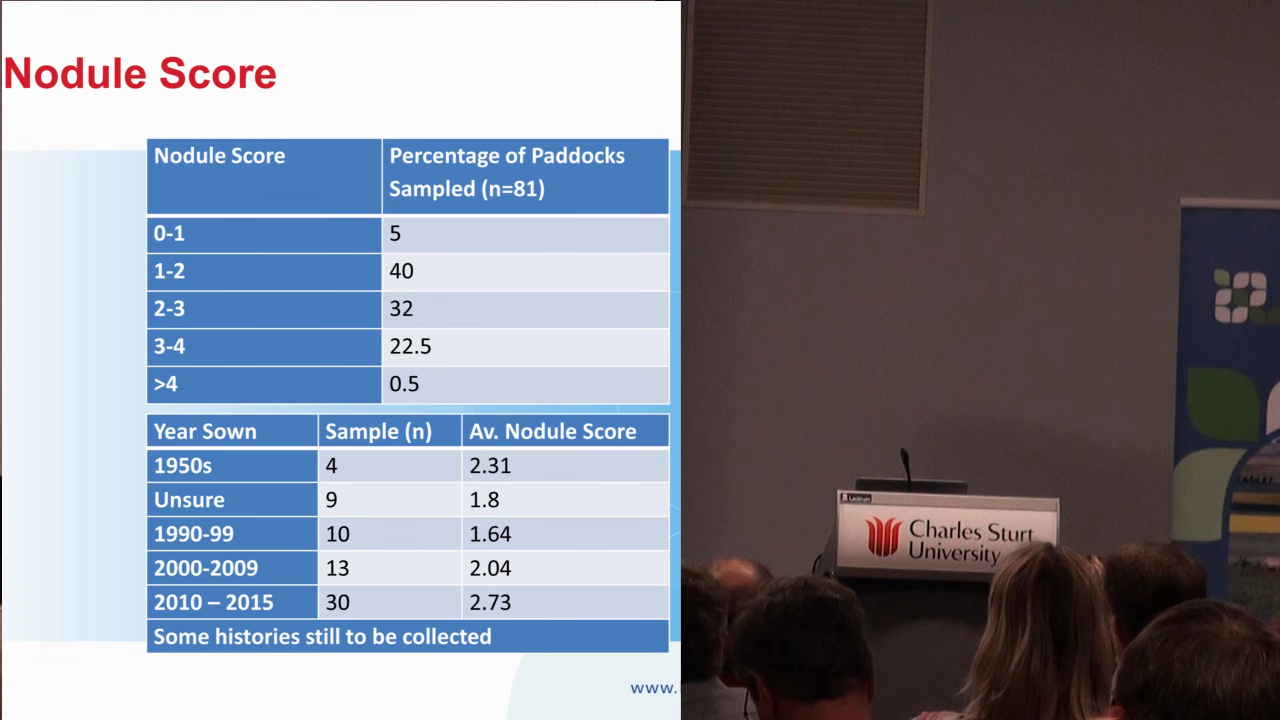 Nodule Score
Nodule Score Percentage of Paddocks
Sampled (n=81)
0-1 5
1-2 40
2-3 32
3-4 22.5
>4 0.5
Year Sown Sample (n) Av. Nodule Score
1950s 4 2.31
Unsure 9 1.8
1990-99 10 1.64
2000-2009 13 2.04
2010 – 2015 30 2.73
Some histories still to be collected
www.
Lectrum
Charles Sturt
University